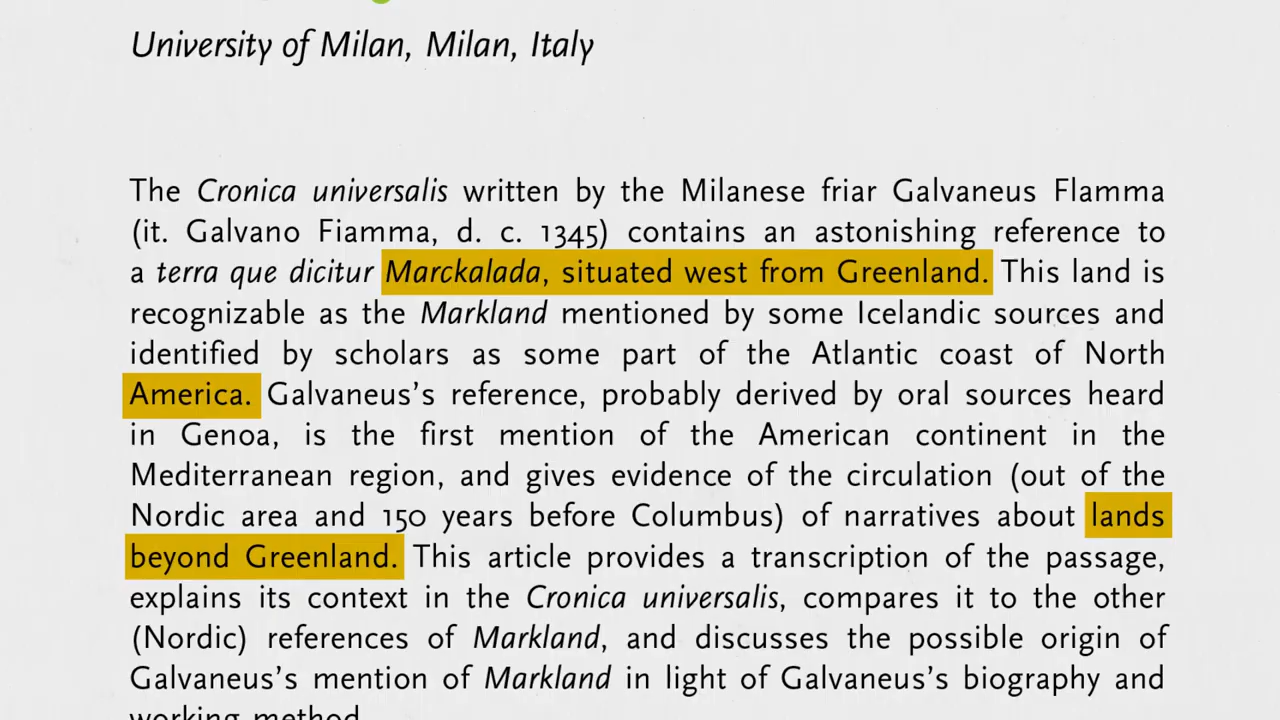 University of Milan, Milan, Italy
The Cronica universalis written by the Milanese friar Galvaneus Flamma
(it. Galvano Fiamma, d. c. 1345) contains an astonishing reference to
a terra que dicitur Marckalada, situated west from Greenland. This land is
recognizable as the Markland mentioned by some Icelandic sources and
identified by scholars as some part of the Atlantic coast of North
America. Galvaneus's reference, probably derived by oral sources heard
in Genoa, is the first mention of the American continent in the
Mediterranean region, and gives evidence of the circulation (out of the
Nordic area and 150 years before Columbus) of narratives about lands
beyond Greenland. This article provides a transcription of the passage,
explains its context in the Cronica universalis, compares it to the other
(Nordic) references of Markland, and discusses the possible origin of
Galvaneus's mention of Markland in light of Galvaneus's biography and
working method.